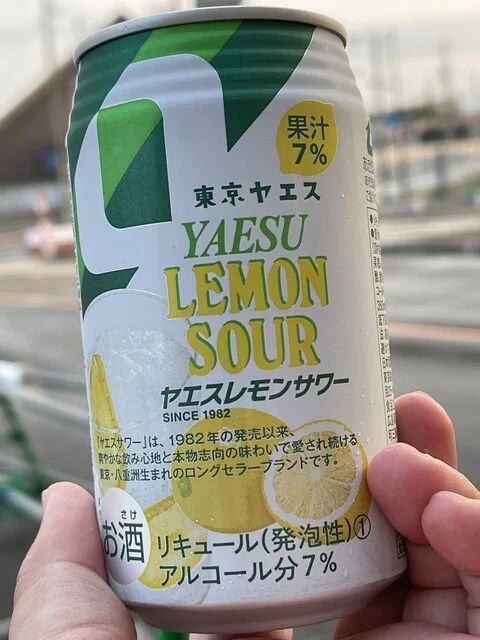 果汁
7%
東京ヤエス
YAESU
LEMON
SOUR
ヤエスレモンサワー
SINCE 1982
「ヤエスサワー」は、1982年の発売以来、
爽やかな飲み心地と本物志向の味わいで愛され続ける
東京・八重洲生まれのロングセラーブランドです。
さけ
お酒
リキュール(発泡性)①
アルコール分7%